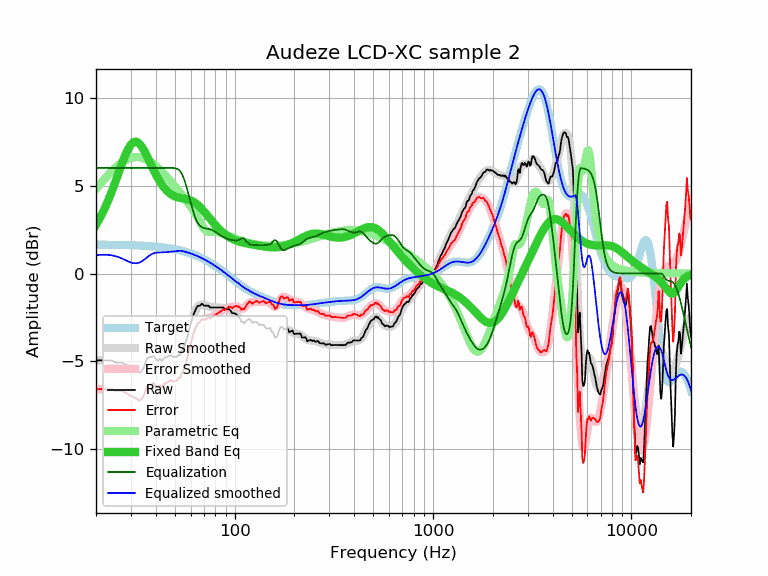 Audeze LCD-XC sample 2
Amplitude (dBr)
10
5
0
−5
−10
Target
Raw Smoothed
Error Smoothed
Raw
Error
Parametric Eq
Fixed Band Eq
Equalization
Equalized smoothed
100
1000
10000
Frequency (Hz)